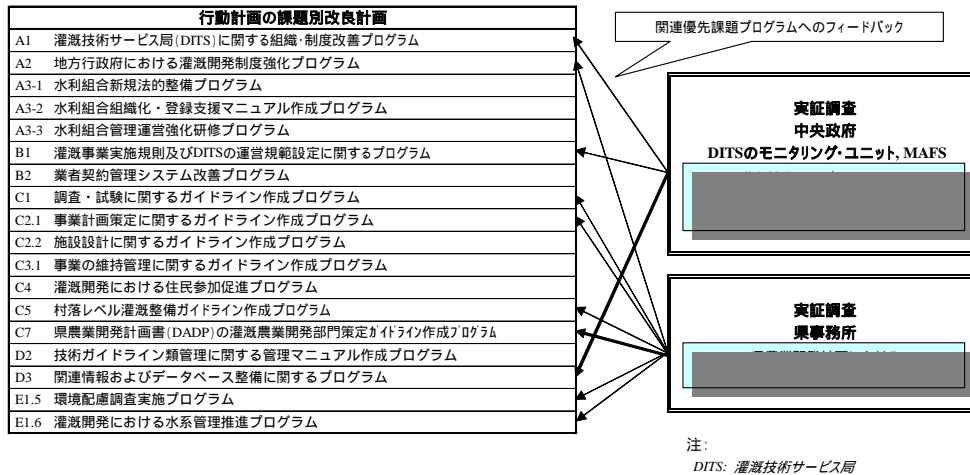 行動計画の課題別改良計画
A1 灌漑技術サービス局(DITS)に関する組織・制度改善プログラム
A2 地方行政府における灌漑開発制度強化プログラム
A3-1 水利組合新規法的整備プログラム
A3-2 水利組合組織化・登録支援マニュアル作成プログラム
A3-3 水利組合管理運営強化研修プログラム
B1 灌漑事業実施規則及びDITSの運営規範設定に関するプログラム
B2 業者契約管理システム改善プログラム
C1 調査・試験に関するガイドライン作成プログラム
C2.1 事業計画策定に関するガイドライン作成プログラム
C2.2 施設設計に関するガイドライン作成プログラム
C3.1 事業の維持管理に関するガイドライン作成プログラム
C4 灌漑開発における住民参加促進プログラム
C5 村落レベル灌漑整備ガイドライン作成プログラム
C7 県農業開発計画書(DADP)の灌漑農業開発部門策定ガイドライン作成プログラム
D2 技術ガイドライン類管理に関する管理マニュアル作成プログラム
D3 関連情報およびデータベース整備に関するプログラム
E1.5 環境配慮調査実施プログラム
E1.6 灌漑開発における水系管理推進プログラム
関連優先課題プログラムへのフィードバック
実証調査
中央政府
DITSのモニタリング・ユニット, MAFS
実証調査
県事務所
注:
DITS: 灌漑技術サービス局